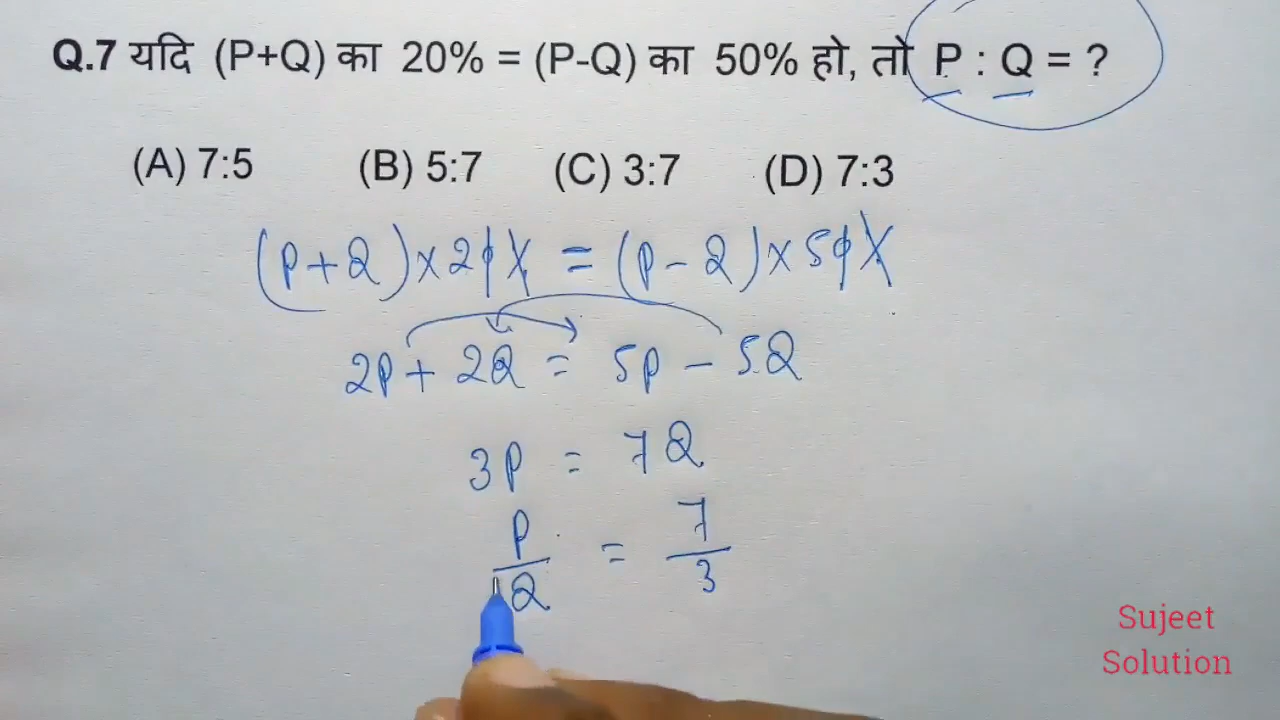 Q.7 यदि (P+Q) का 20% = (P-Q) का 50% हो, तो P : Q = ?
(A) 7:5 (B) 5:7 (C) 3:7 (D) 7:3
(P+Q)×20% = (P-Q)×50%
2P + 2Q = 5P - 5Q
3P = 7Q
P/Q = 7/3
Sujeet
Solution